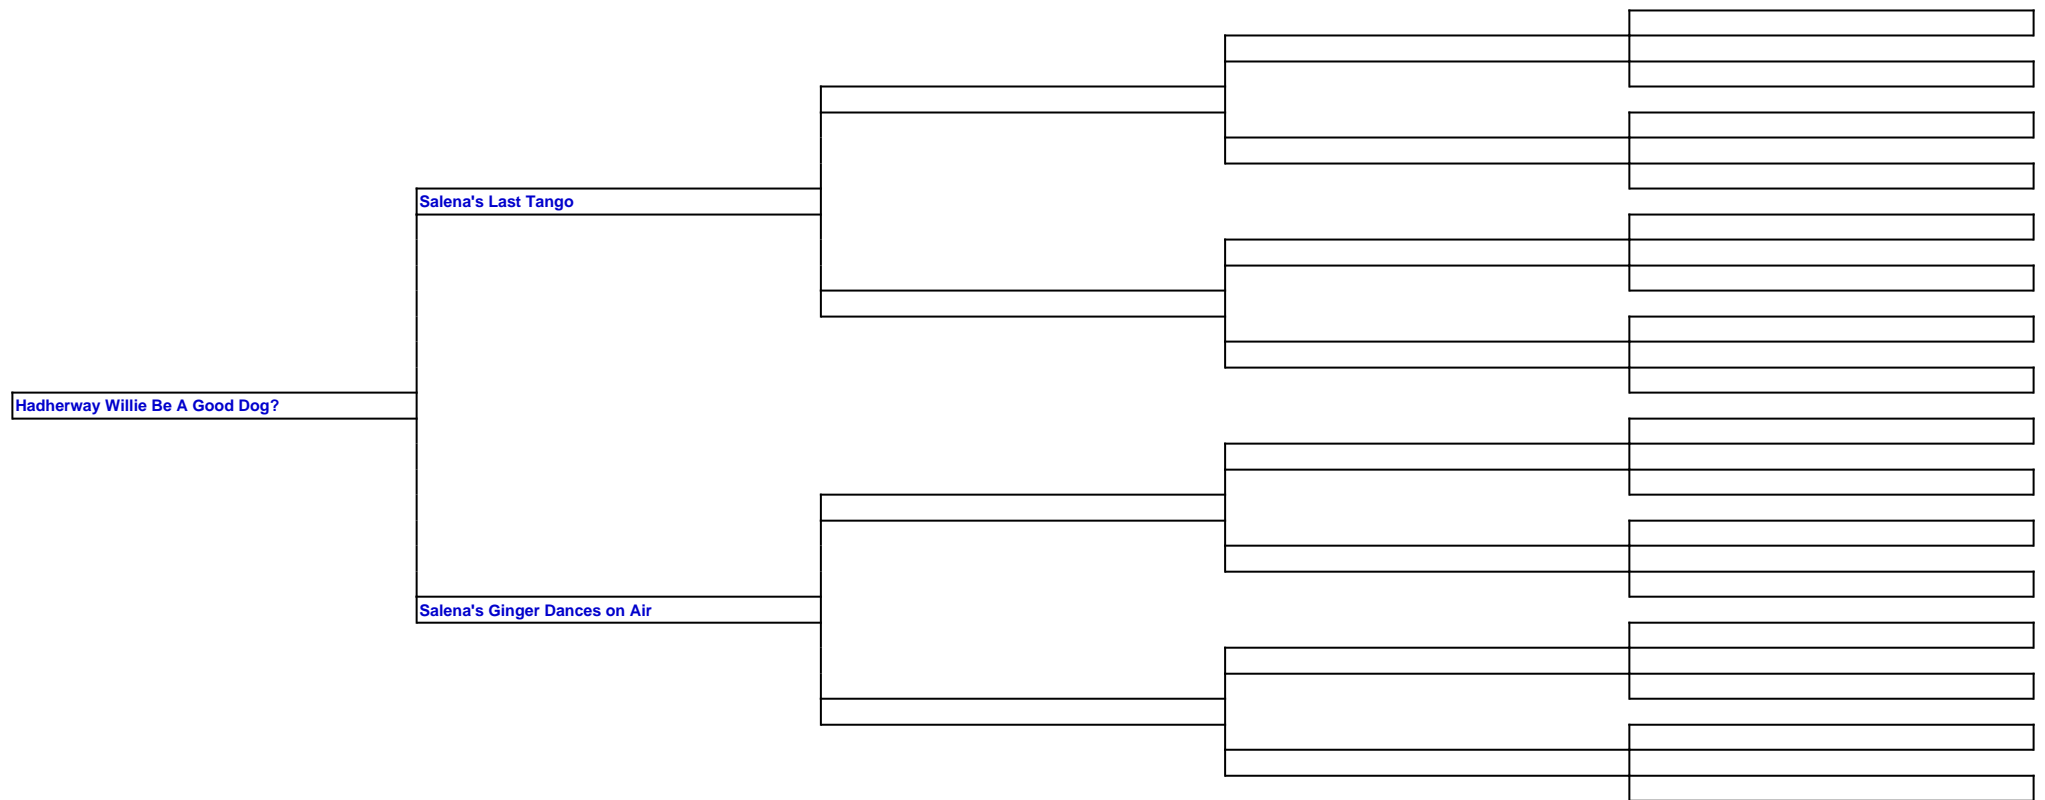 Salena's Last Tango
Hadherway Willie Be A Good Dog?
Salena's Ginger Dances on Air